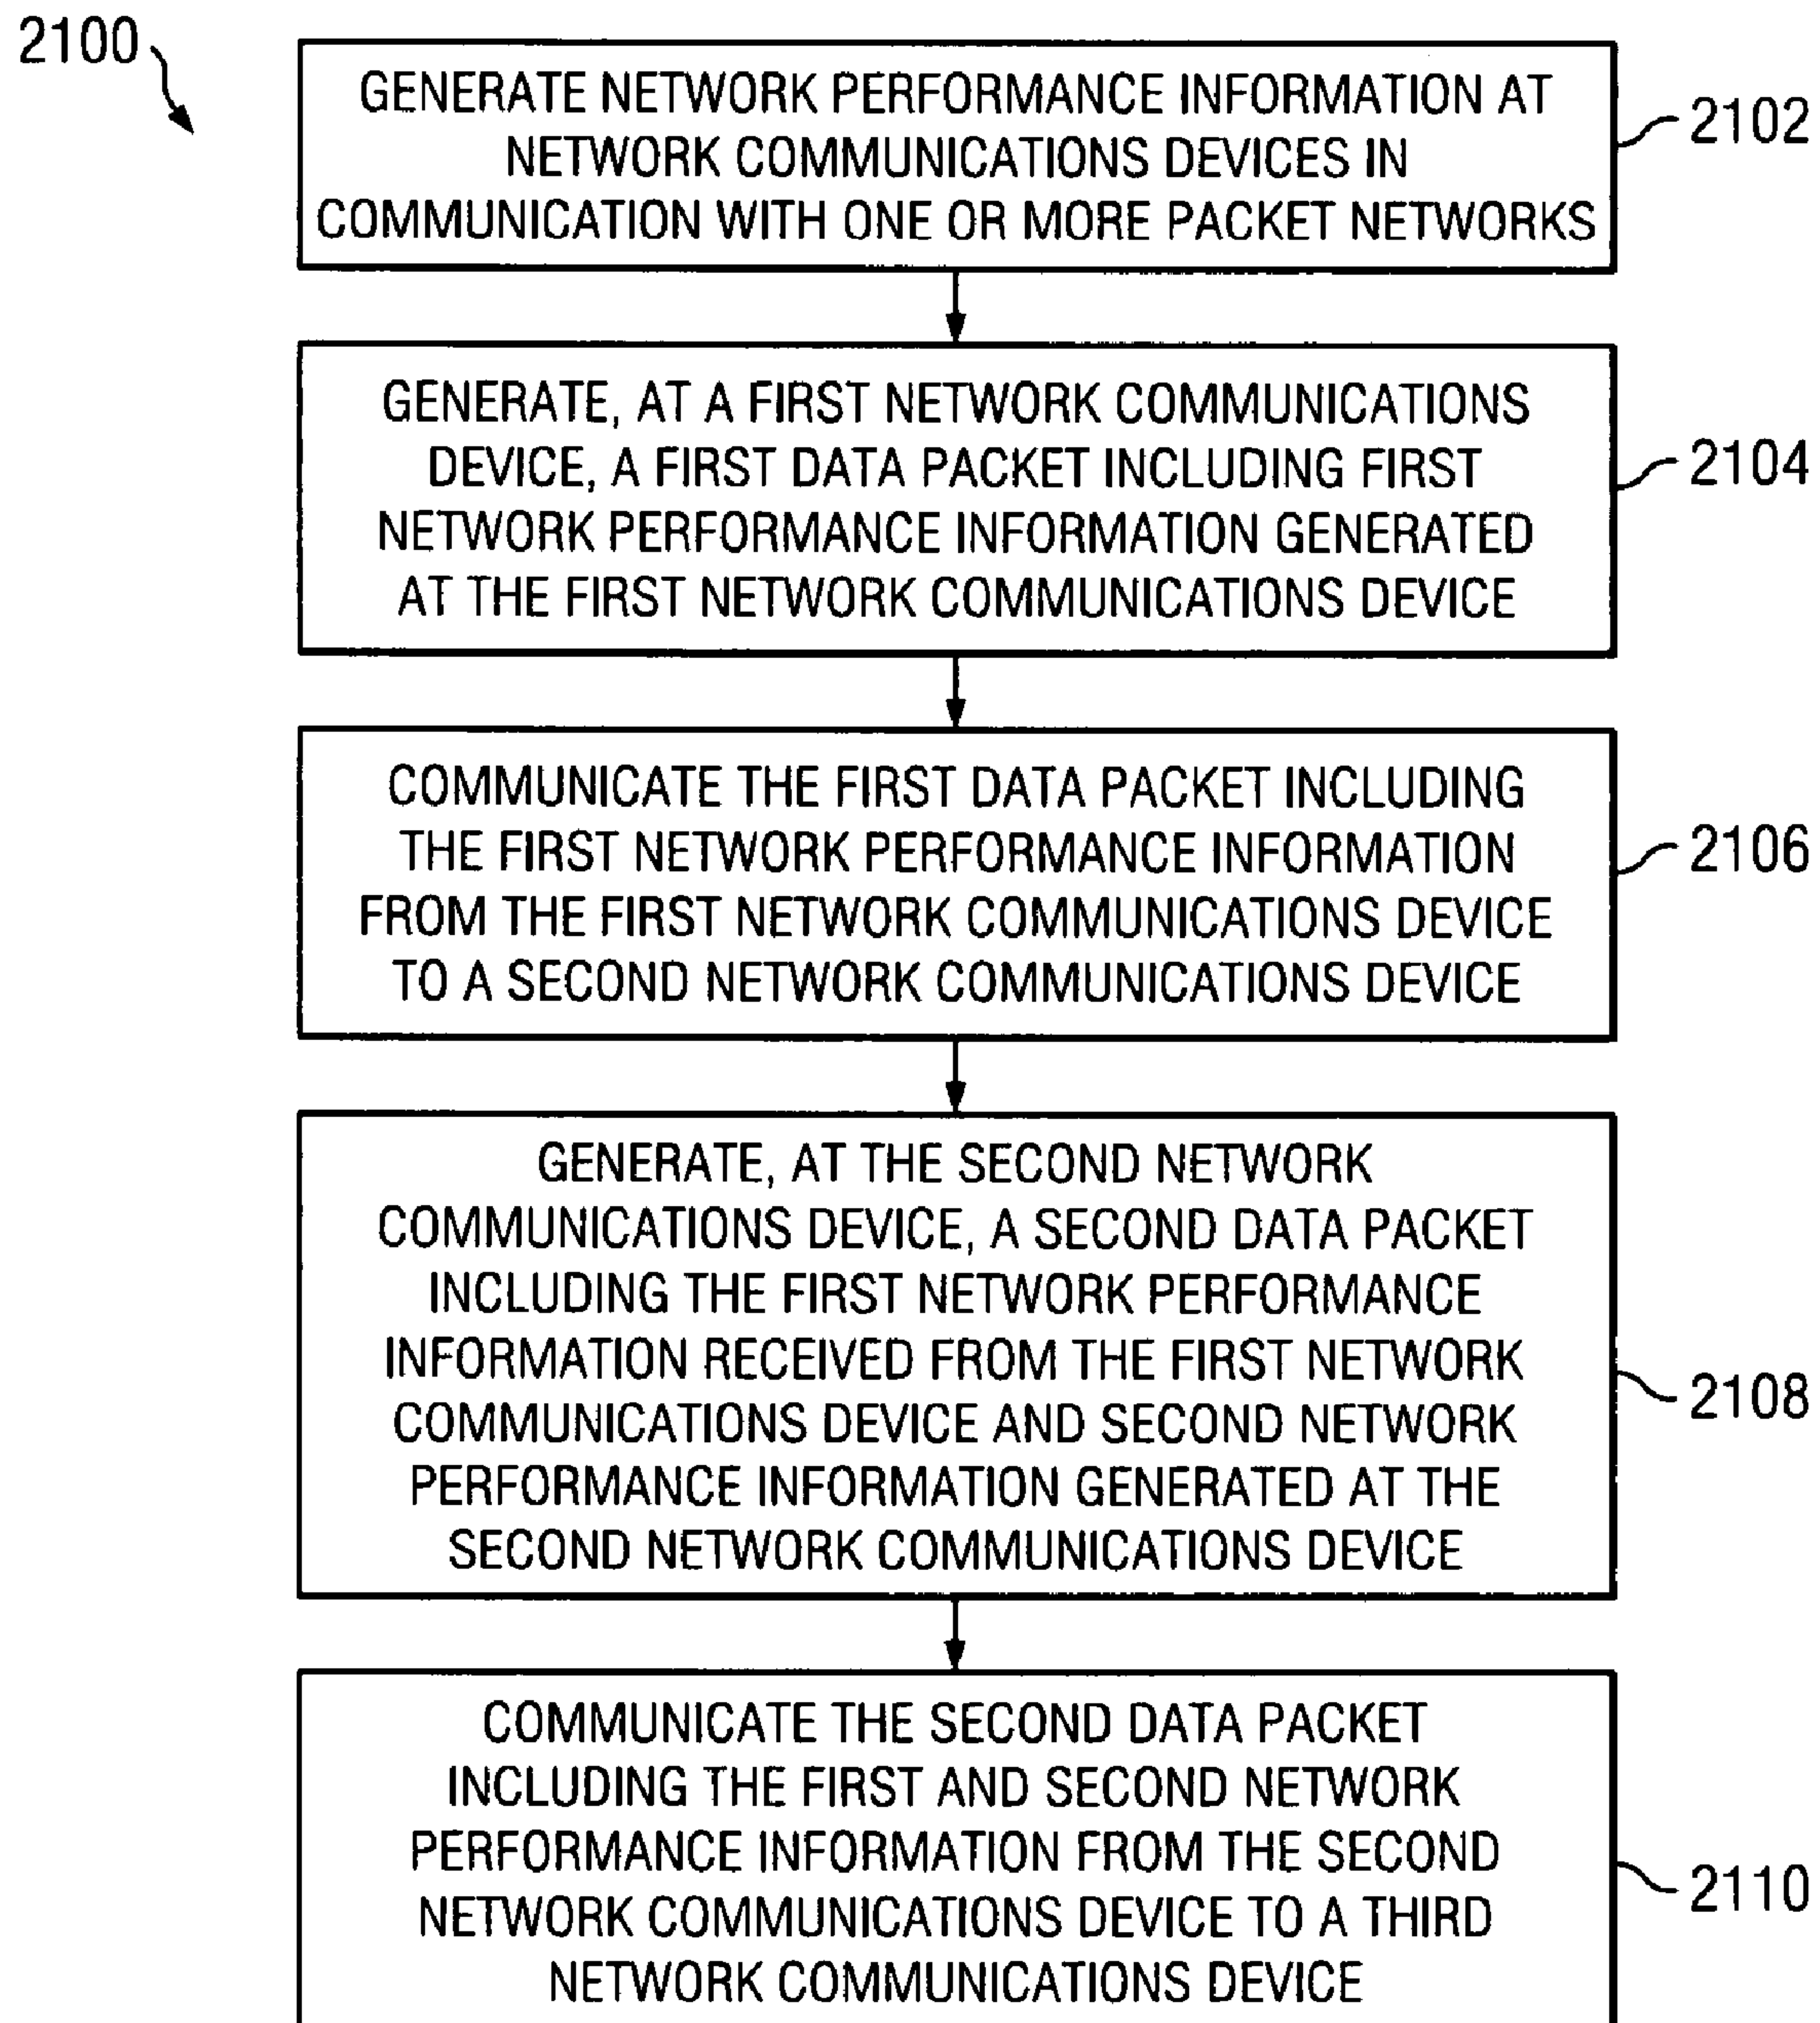 2100
GENERATE NETWORK PERFORMANCE INFORMATION AT
NETWORK COMMUNICATIONS DEVICES IN
COMMUNICATION WITH ONE OR MORE PACKET NETWORKS
2102
GENERATE, AT A FIRST NETWORK COMMUNICATIONS
DEVICE, A FIRST DATA PACKET INCLUDING FIRST
NETWORK PERFORMANCE INFORMATION GENERATED
AT THE FIRST NETWORK COMMUNICATIONS DEVICE
2104
COMMUNICATE THE FIRST DATA PACKET INCLUDING
THE FIRST NETWORK PERFORMANCE INFORMATION
FROM THE FIRST NETWORK COMMUNICATIONS DEVICE
TO A SECOND NETWORK COMMUNICATIONS DEVICE
2106
GENERATE, AT THE SECOND NETWORK
COMMUNICATIONS DEVICE, A SECOND DATA PACKET
INCLUDING THE FIRST NETWORK PERFORMANCE
INFORMATION RECEIVED FROM THE FIRST NETWORK
COMMUNICATIONS DEVICE AND SECOND NETWORK
PERFORMANCE INFORMATION GENERATED AT THE
SECOND NETWORK COMMUNICATIONS DEVICE
2108
COMMUNICATE THE SECOND DATA PACKET
INCLUDING THE FIRST AND SECOND NETWORK
PERFORMANCE INFORMATION FROM THE SECOND
NETWORK COMMUNICATIONS DEVICE TO A THIRD
NETWORK COMMUNICATIONS DEVICE
2110